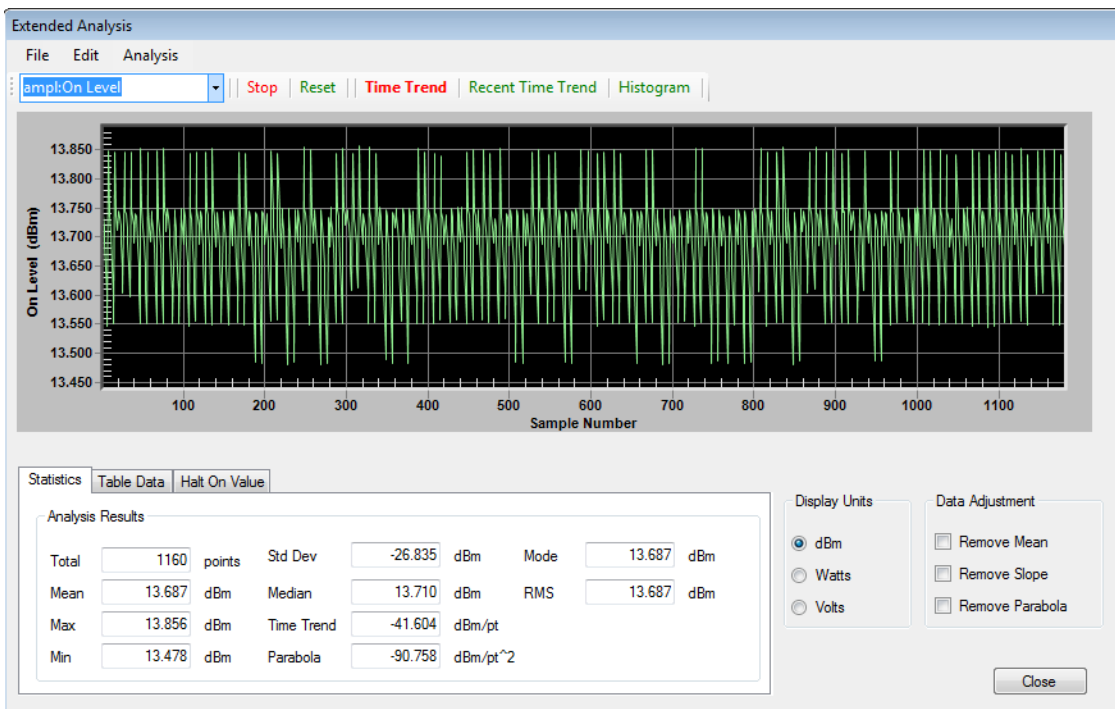 Extended Analysis
File Edit Analysis
ampl:On Level Stop Reset Time Trend Recent Time Trend Histogram
On Level (dBm)
13.850
13.800
13.750
13.700
13.650
13.600
13.550
13.500
13.450
100 200 300 400 500 600 700 800 900 1000 1100
Sample Number
Statistics Table Data Halt On Value
Analysis Results
Total 1160 points Std Dev -26.835 dBm Mode 13.687 dBm
Mean 13.687 dBm Median 13.710 dBm RMS 13.687 dBm
Max 13.856 dBm Time Trend -41.604 dBm/pt
Min 13.478 dBm Parabola -90.758 dBm/pt^2
Display Units
dBm
Watts
Volts
Data Adjustment
Remove Mean
Remove Slope
Remove Parabola
Close